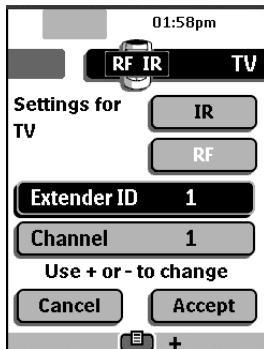 01:58pm
RF IR TV
Settings for
TV
IR
RF
Extender ID 1
Channel 1
Use + or - to change
Cancel Accept
+